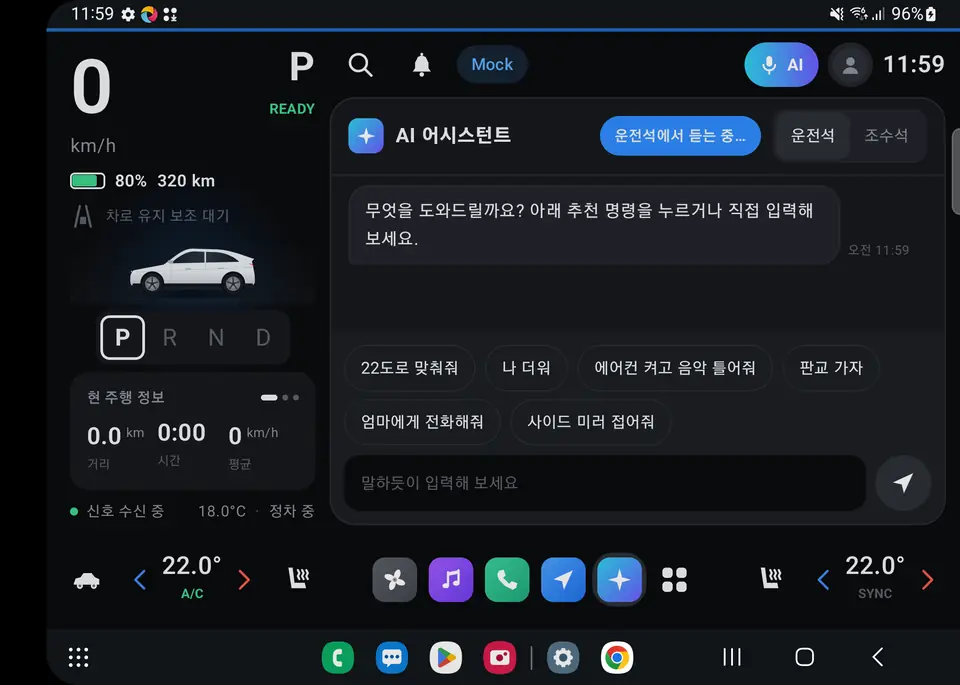 11:59
96%
0
P
READY
km/h
80% 320 km
차로 유지 보조 대기
P R N D
현 주행 정보
0.0 km 0:00 0 km/h
거리 시간 평균
신호 수신 중 18.0°C · 정차 중
Mock
AI
11:59
AI 어시스턴트
운전석에서 듣는 중...
운전석
조수석
무엇을 도와드릴까요? 아래 추천 명령을 누르거나 직접 입력해
보세요.
오전 11:59
22도로 맞춰줘
나 더워
에어컨 켜고 음악 틀어줘
판교 가자
엄마에게 전화해줘
사이드 미러 접어줘
말하듯이 입력해 보세요
22.0°
A/C
22.0°
SYNC